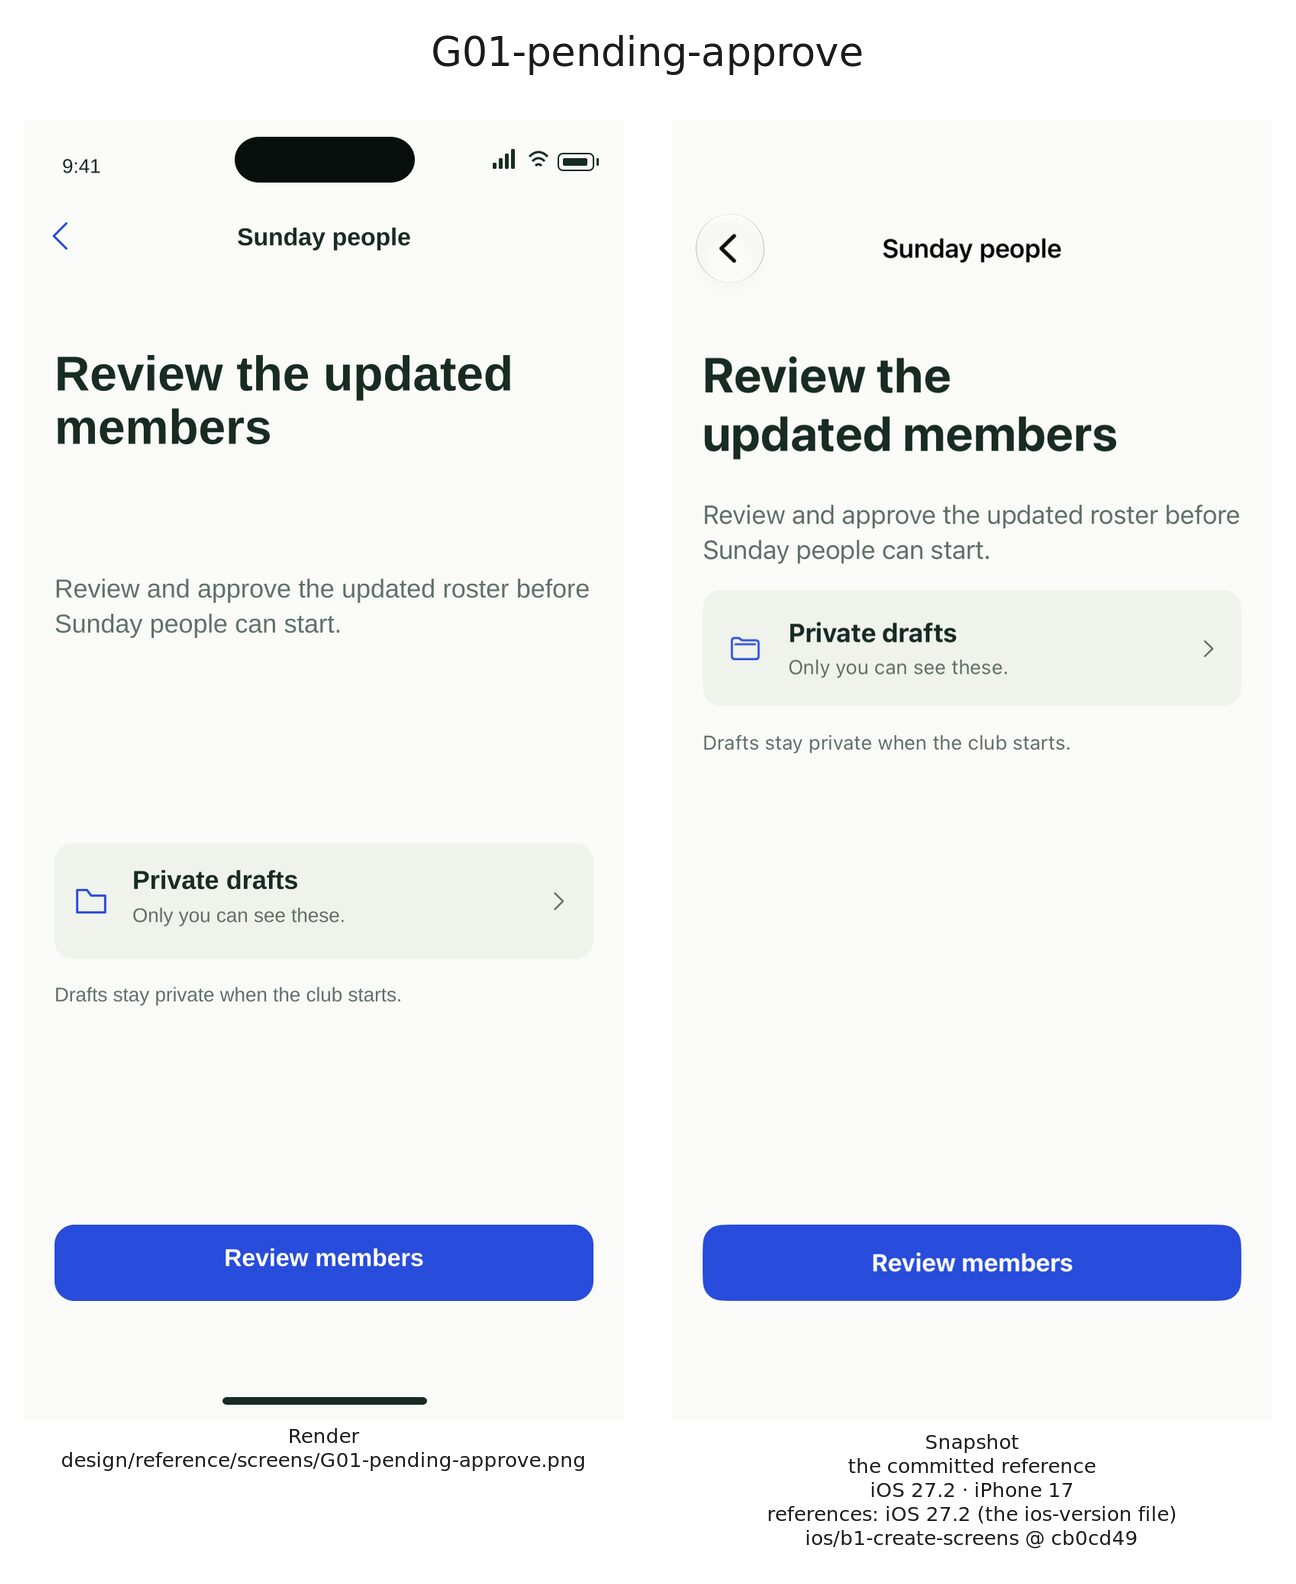 G01-pending-approve
9:41
Sunday people
Review the updated
members
Review and approve the updated roster before
Sunday people can start.
Private drafts
Only you can see these.
Drafts stay private when the club starts.
Review members
Render
design/reference/screens/G01-pending-approve.png
Sunday people
Review the
updated members
Review and approve the updated roster before
Sunday people can start.
Private drafts
Only you can see these.
Drafts stay private when the club starts.
Review members
Snapshot
the committed reference
iOS 27.2 · iPhone 17
references: iOS 27.2 (the ios-version file)
ios/b1-create-screens @ cb0cd49